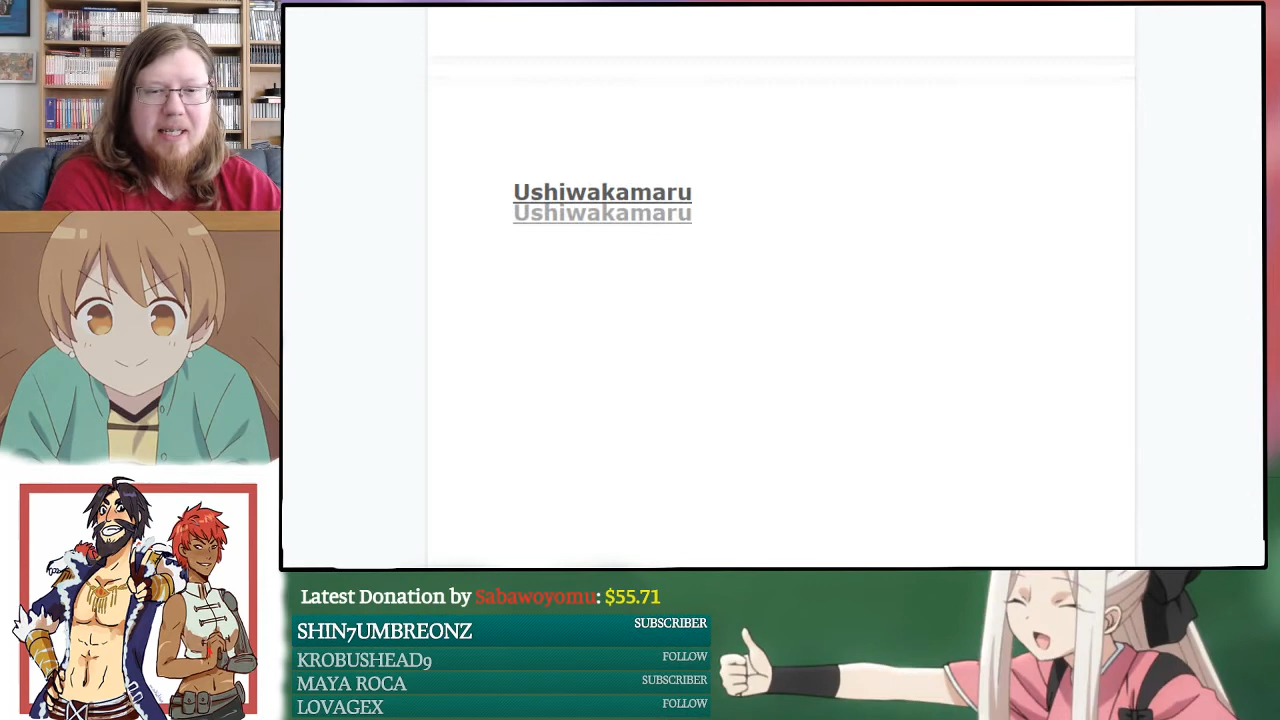 Ushiwakamaru
Ushiwakamaru
Latest Donation by Sabawoyomu: $55.71
SHIN7UMBREONZ SUBSCRIBER
KROBUSHEAD9 FOLLOW
MAYA ROCA SUBSCRIBER
LOVAGEX FOLLOW